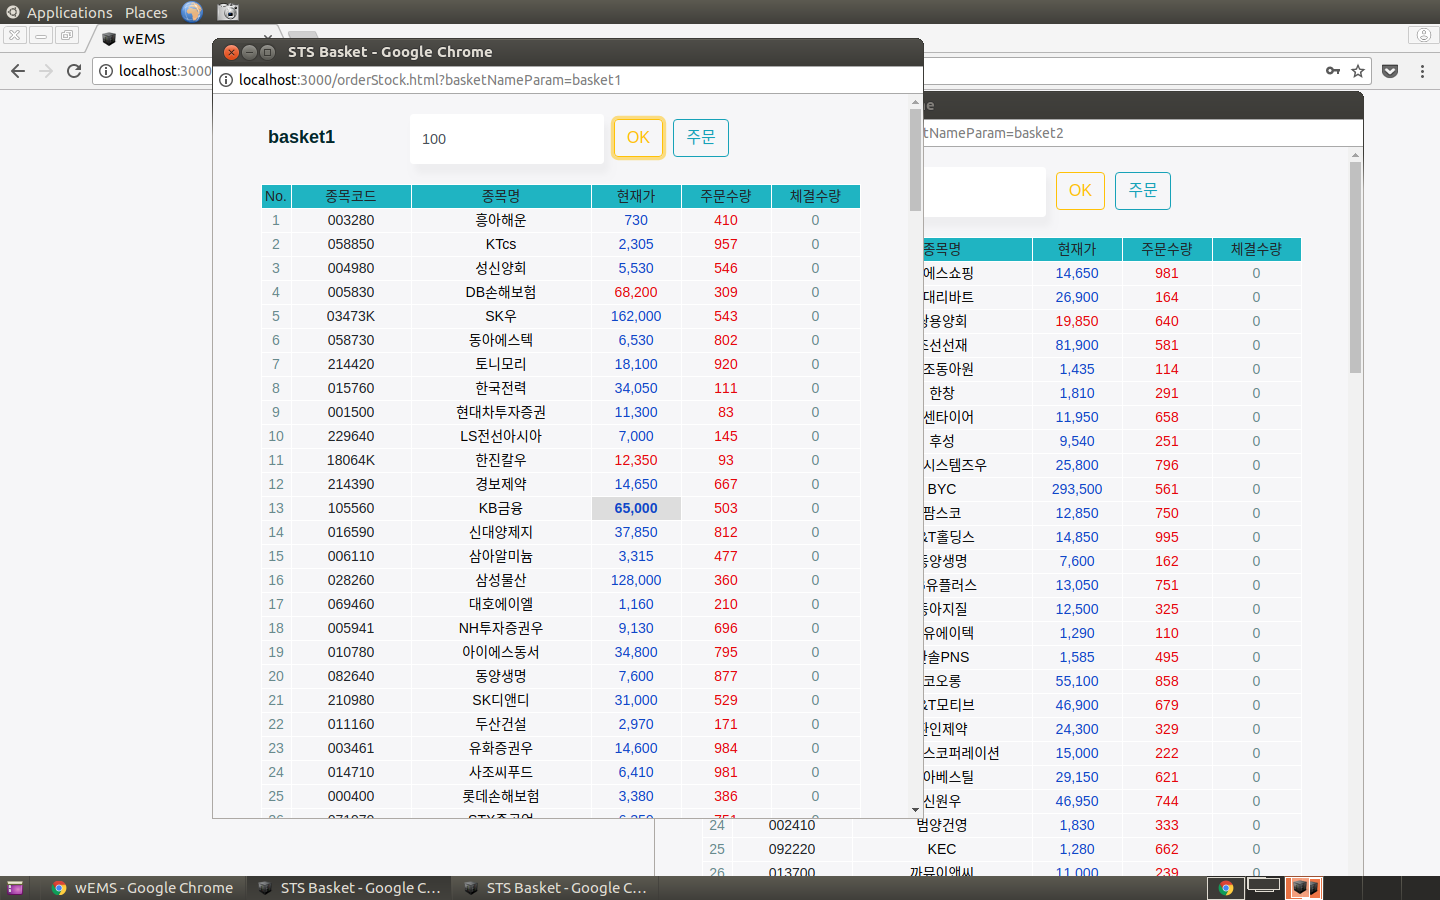 Applications Places
wEMS
STS Basket - Google Chrome
localhost:3000
localhost:3000/orderStock.html?basketNameParam=basket1
basket1 100 OK 주문
No. 종목코드 종목명 현재가 주문수량 체결수량
1 003280 흥아해운 730 410 0
2 058850 KTcs 2,305 957 0
3 004980 성신양회 5,530 546 0
4 005830 DB손해보험 68,200 309 0
5 03473K SK우 162,000 543 0
6 058730 동아에스텍 6,530 802 0
7 214420 토니모리 18,100 920 0
8 015760 한국전력 34,050 111 0
9 001500 현대차투자증권 11,300 83 0
10 229640 LS전선아시아 7,000 145 0
11 18064K 한진칼우 12,350 93 0
12 214390 경보제약 14,650 667 0
13 105560 KB금융 65,000 503 0
14 016590 신대양제지 37,850 812 0
15 006110 삼아알미늄 3,315 477 0
16 028260 삼성물산 128,000 360 0
17 069460 대호에이엘 1,160 210 0
18 005941 NH투자증권우 9,130 696 0
19 010780 아이에스동서 34,800 795 0
20 082640 동양생명 7,600 877 0
21 210980 SK디앤디 31,000 529 0
22 011160 두산건설 2,970 171 0
23 003461 유화증권우 14,600 984 0
24 014710 사조씨푸드 6,410 981 0
25 000400 롯데손해보험 3,380 386 0
ne
tNameParam=basket2
OK 주문
종목명 현재가 주문수량 체결수량
에스쇼핑 14,650 981 0
대리바트 26,900 164 0
용양회 19,850 640 0
선선재 81,900 581 0
조동아원 1,435 114 0
한창 1,810 291 0
센타이어 11,950 658 0
후성 9,540 251 0
시스템즈우 25,800 796 0
BYC 293,500 561 0
팜스코 12,850 750 0
&T홀딩스 14,850 995 0
동양생명 7,600 162 0
유플러스 13,050 751 0
동아지질 12,500 325 0
유에이텍 1,290 110 0
솔PNS 1,585 495 0
코오롱 55,100 858 0
&T모티브 46,900 679 0
환인제약 24,300 329 0
스코퍼레이션 15,000 222 0
아베스틸 29,150 621 0
신원우 46,950 744 0
24 002410 범양건영 1,830 333 0
25 092220 KEC 1,280 662 0
26 013700 까뮤이앤씨 11,000 239 0
wEMS - Google Chrome STS Basket - Google C... STS Basket - Google C...